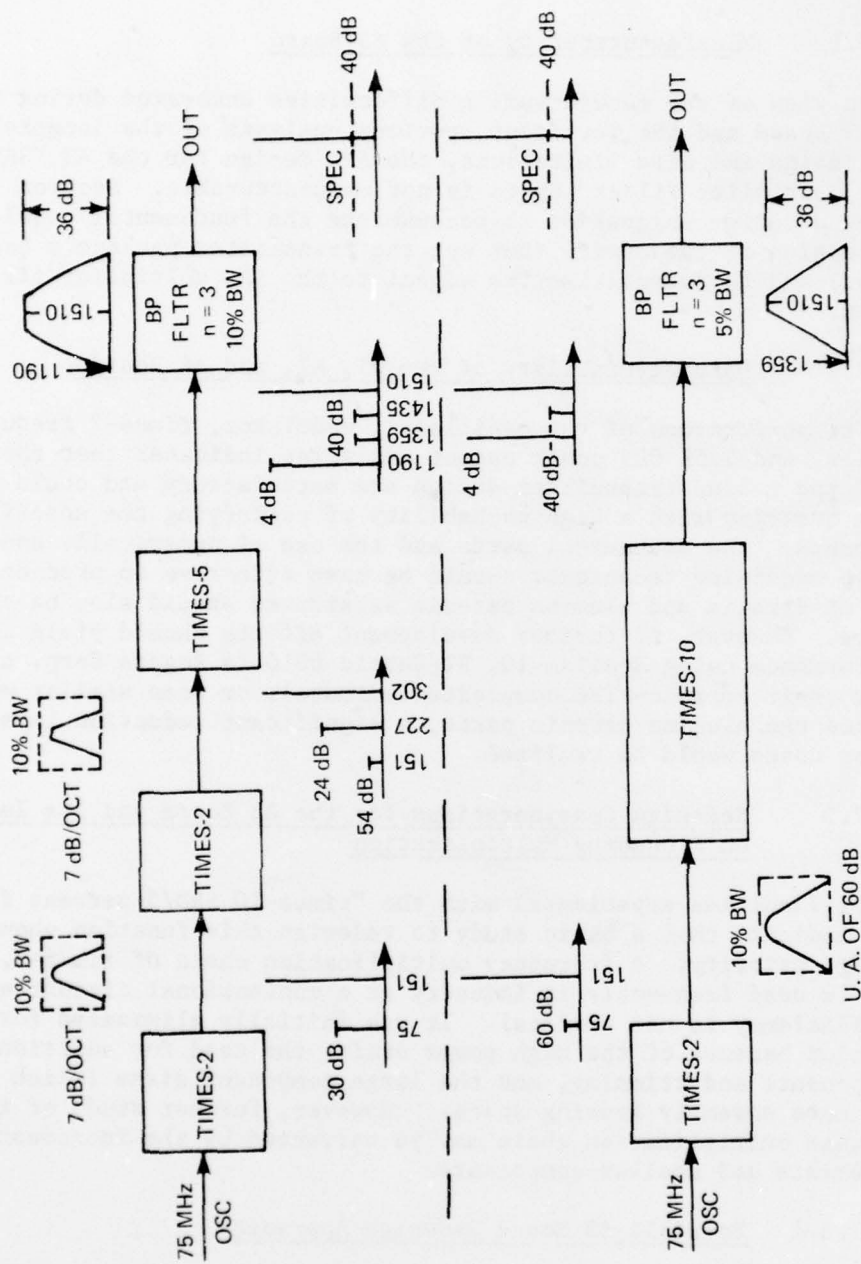 75 MHz
OSC
TIMES-2
7 dB/OCT
10% BW
TIMES-2
7 dB/OCT
10% BW
TIMES-5
BP
FLTR
n = 3
10% BW
OUT
36 dB
1190
1510
30 dB
75
151
54 dB
24 dB
151
227
302
4 dB
40 dB
1190
1359
1435
1510
SPEC
40 dB
75 MHz
OSC
TIMES-2
TIMES-10
BP
FLTR
n = 3
5% BW
OUT
60 dB
75
151
10% BW
U. A. OF 60 dB
4 dB
40 dB
SPEC
40 dB
1359
1510
36 dB